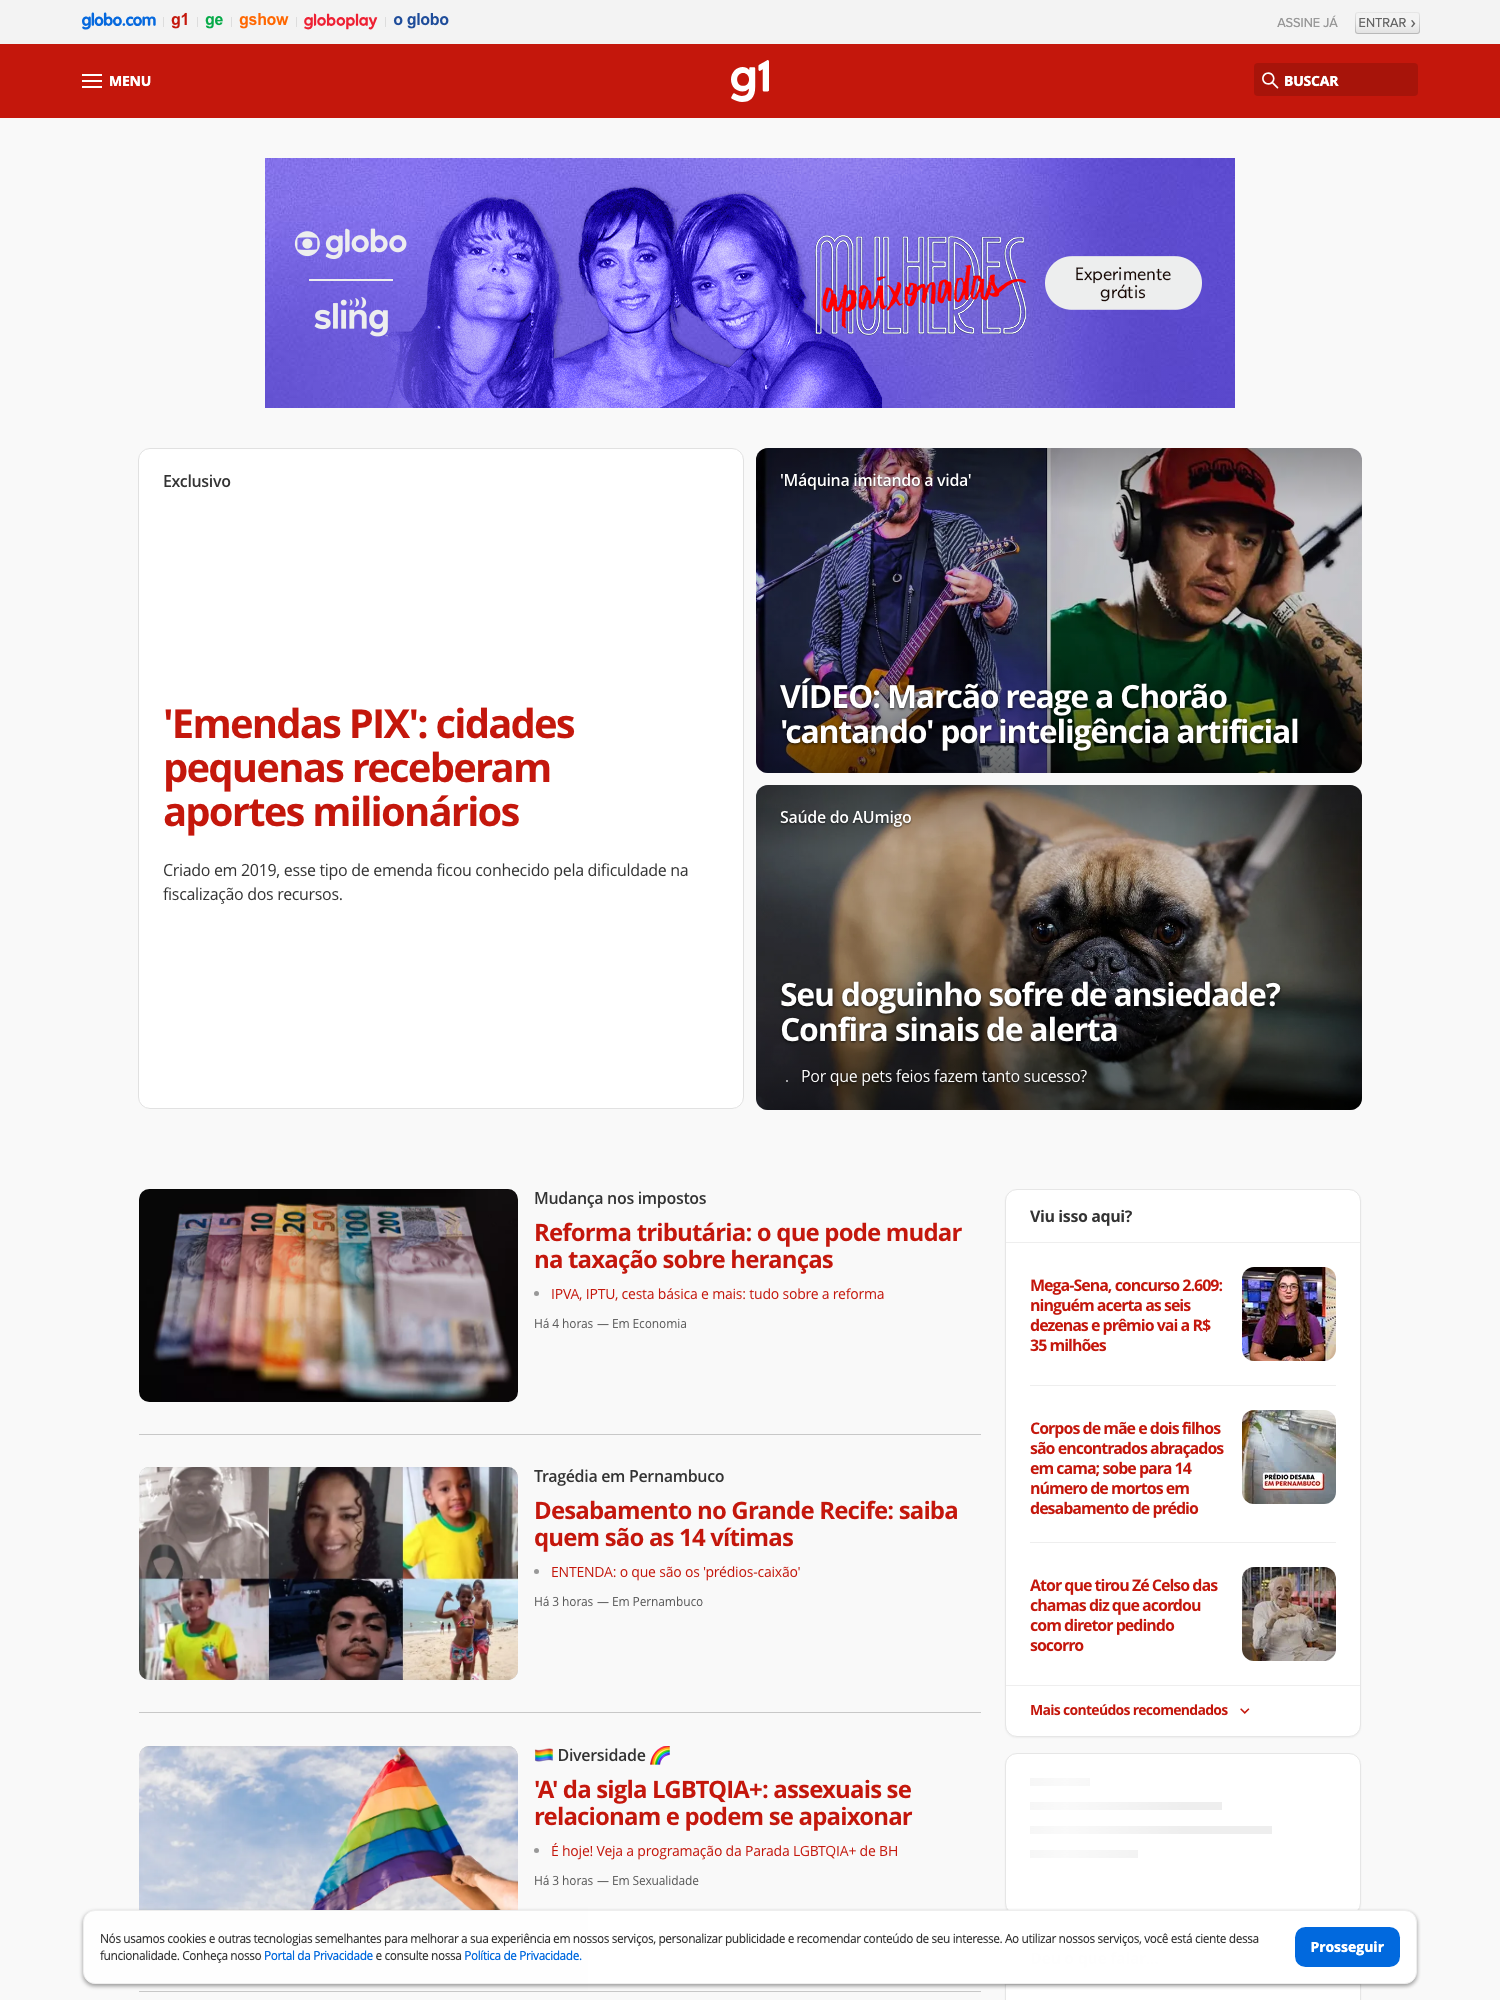 globo.com g1 ge gshow globoplay o globo ASSINE JÁ ENTRAR ›
MENU g1 BUSCAR
globo
sling
MULHERES
apaixonadas
Experimente
grátis
Exclusivo
'Emendas PIX': cidades
pequenas receberam
aportes milionários
Criado em 2019, esse tipo de emenda ficou conhecido pela dificuldade na
fiscalização dos recursos.
'Máquina imitando a vida'
LOVE
VÍDEO: Marcão reage a Chorão
'cantando' por inteligência artificial
Saúde do AUmigo
Seu doguinho sofre de ansiedade?
Confira sinais de alerta
. Por que pets feios fazem tanto sucesso?
2 5 10 20 50 100 200
Mudança nos impostos
Reforma tributária: o que pode mudar
na taxação sobre heranças
• IPVA, IPTU, cesta básica e mais: tudo sobre a reforma
Há 4 horas — Em Economia
Tragédia em Pernambuco
Desabamento no Grande Recife: saiba
quem são as 14 vítimas
• ENTENDA: o que são os 'prédios-caixão'
Há 3 horas — Em Pernambuco
🏳️‍🌈 Diversidade 🌈
'A' da sigla LGBTQIA+: assexuais se
relacionam e podem se apaixonar
• É hoje! Veja a programação da Parada LGBTQIA+ de BH
Há 3 horas — Em Sexualidade
Viu isso aqui?
Mega-Sena, concurso 2.609:
ninguém acerta as seis
dezenas e prêmio vai a R$
35 milhões
Corpos de mãe e dois filhos
são encontrados abraçados
em cama; sobe para 14
número de mortos em
desabamento de prédio
PRÉDIO DESABA
EM PERNAMBUCO
Ator que tirou Zé Celso das
chamas diz que acordou
com diretor pedindo
socorro
Mais conteúdos recomendados
Nós usamos cookies e outras tecnologias semelhantes para melhorar a sua experiência em nossos serviços, personalizar publicidade e recomendar conteúdo de seu interesse. Ao utilizar nossos serviços, você está ciente dessa
funcionalidade. Conheça nosso Portal da Privacidade e consulte nossa Política de Privacidade.
Prosseguir